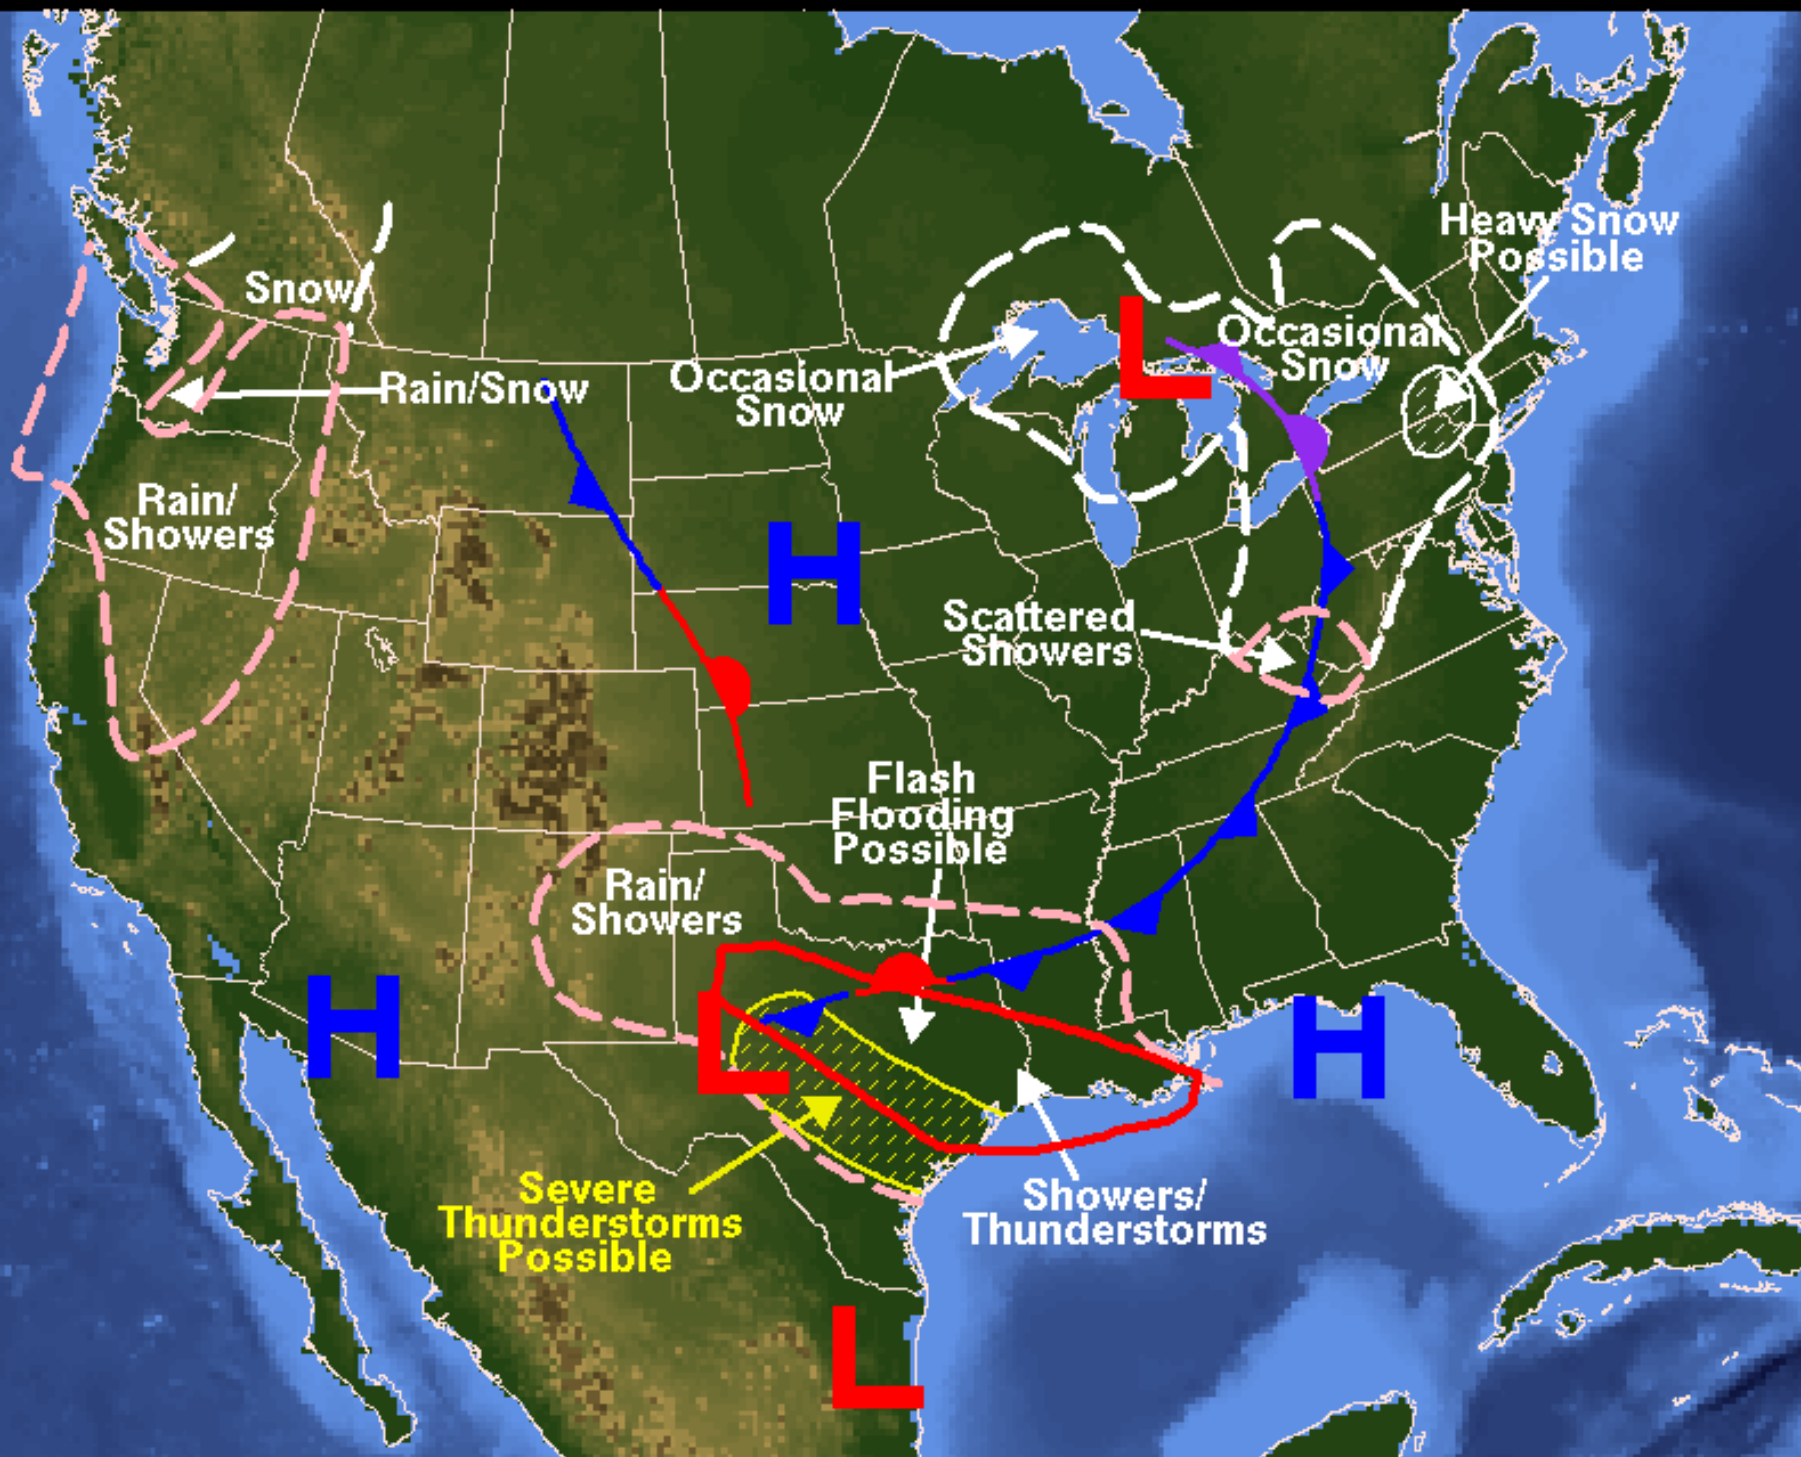 Heavy Snow
Possible
Snow
Occasional
Snow
L
Rain/Snow
Occasional
Snow
Rain/
Showers
H
Scattered
Showers
Flash
Flooding
Possible
Rain/
Showers
H
L
H
Severe
Thunderstorms
Possible
Showers/
Thunderstorms
L